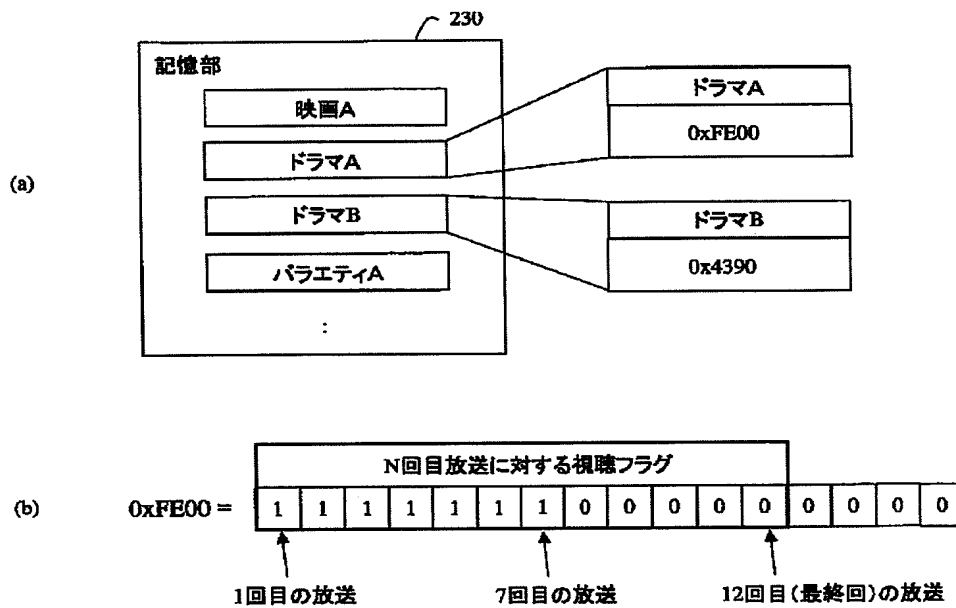 230
記憶部
映画A
ドラマA
ドラマB
バラエティA
:
ドラマA
0xFE00
ドラマB
0x4390
(a)
N回目放送に対する視聴フラグ
(b)
0xFE00 =
1 1 1 1 1 1 1 0 0 0 0 0 0 0 0 0
1回目の放送
7回目の放送
12回目(最終回)の放送